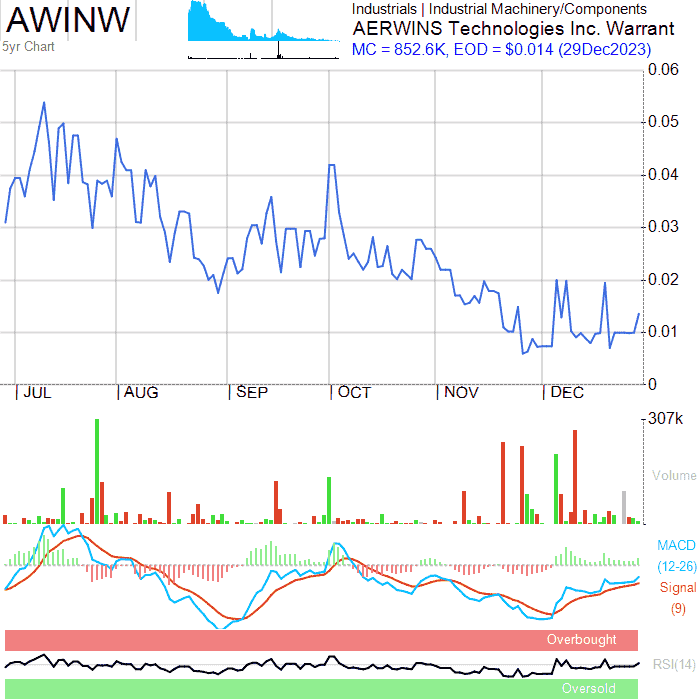 AWINW
5yr Chart
Industrials | Industrial Machinery/Components
AERWINS Technologies Inc. Warrant
MC = 852.6K, EOD = $0.014 (29Dec2023)
0.06
0.05
0.04
0.03
0.02
0.01
0
JUL
AUG
SEP
OCT
NOV
DEC
307k
Volume
MACD
(12-26)
Signal
(9)
Overbought
RSI(14)
Oversold